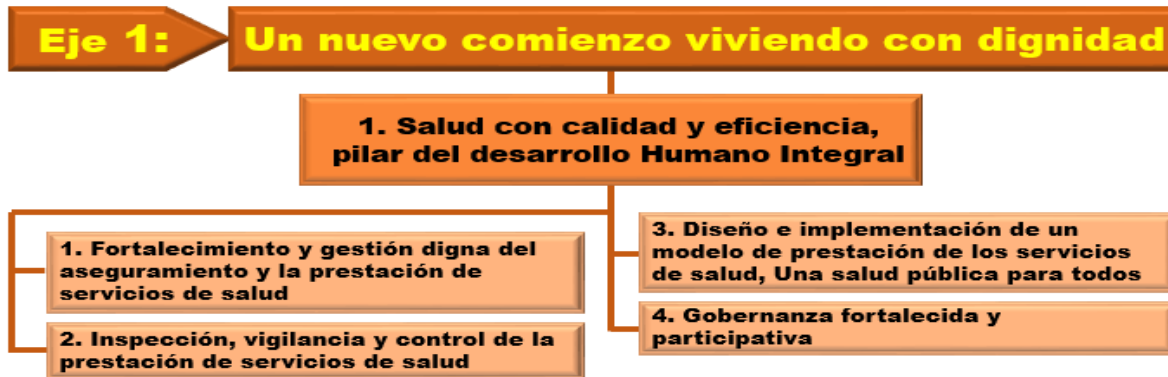 Eje 1:
Un nuevo comienzo viviendo con dignidad
1. Salud con calidad y eficiencia,
pilar del desarrollo Humano Integral
1. Fortalecimiento y gestión digna del
aseguramiento y la prestación de
servicios de salud
2. Inspección, vigilancia y control de la
prestación de servicios de salud
3. Diseño e implementación de un
modelo de prestación de los servicios
de salud, Una salud pública para todos
4. Gobernanza fortalecida y
participativa